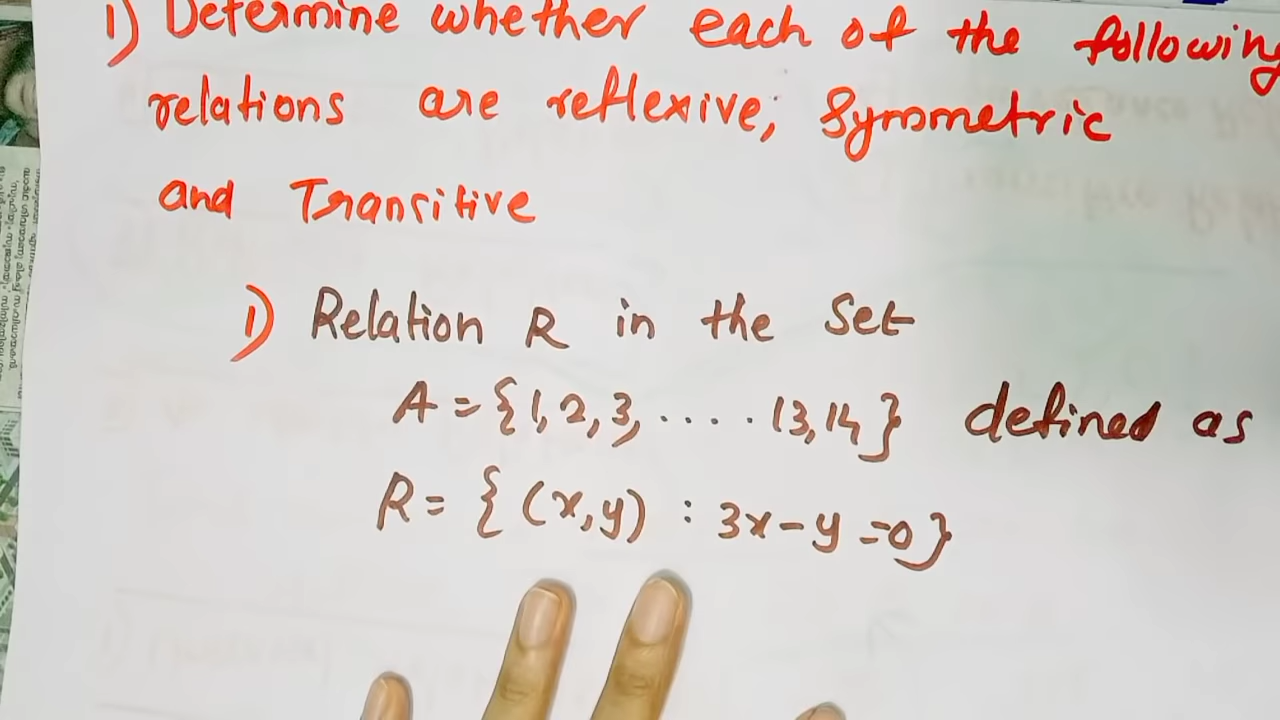 1) Determine whether each of the following
relations are reflexive, Symmetric
and Transitive
1) Relation R in the Set
A = {1, 2, 3, ..... 13, 14} defined as
R = { (x, y) : 3x - y = 0}